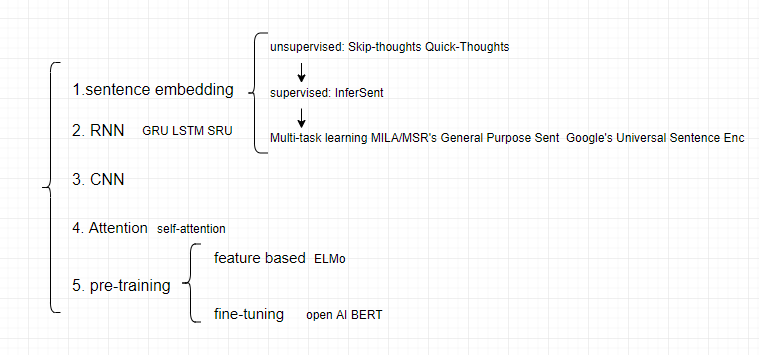 unsupervised: Skip-thoughts Quick-Thoughts
1.sentence embedding
supervised: InferSent
2. RNN GRU LSTM SRU
Multi-task learning MILA/MSR's General Purpose Sent Google's Universal Sentence Enc
3. CNN
4. Attention self-attention
feature based ELMo
5. pre-training
fine-tuning open AI BERT